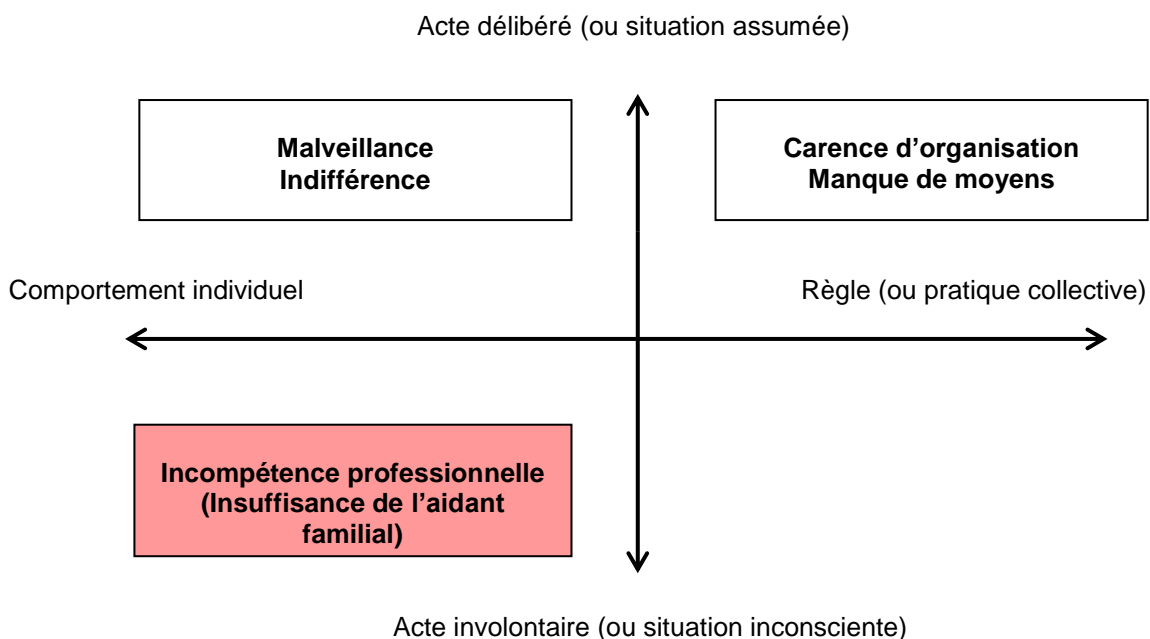 Acte délibéré (ou situation assumée)
Malveillance
Indifférence
Carence d’organisation
Manque de moyens
Comportement individuel
Règle (ou pratique collective)
Incompétence professionnelle
(Insuffisance de l’aidant
familial)
Acte involontaire (ou situation inconsciente)